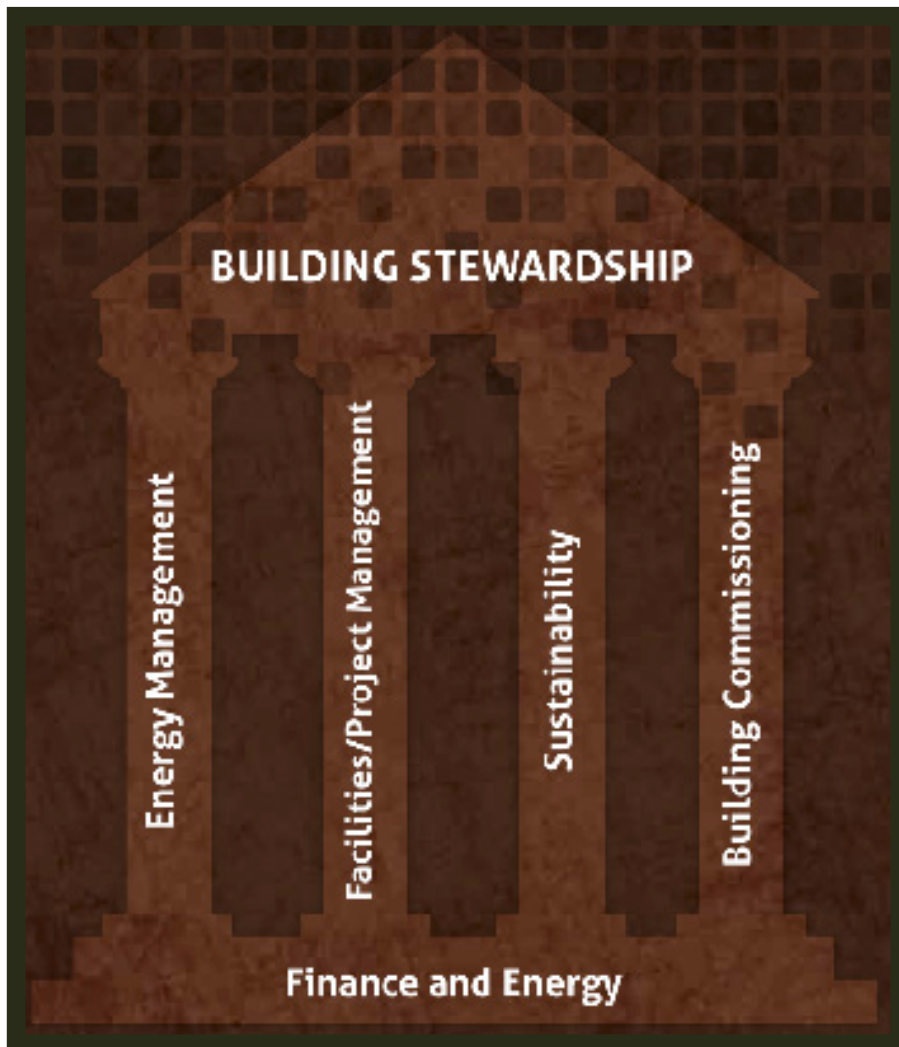 BUILDING STEWARDSHIP
Energy Management
Facilities/Project Management
Sustainability
Building Commissioning
Finance and Energy